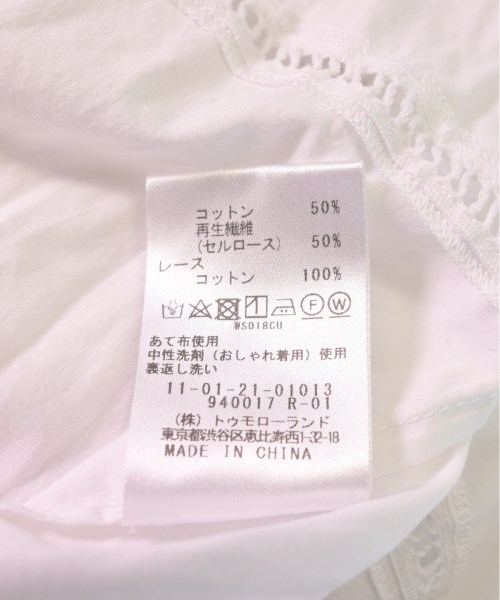 コットン 50%
再生繊維
(セルロース) 50%
レース
コットン 100%
F W
WS018CU
あて布使用
中性洗剤(おしゃれ着用)使用
裏返し洗い
11-01-21-01013
940017 R-01
(株)トゥモローランド
東京都渋谷区恵比寿西1-32-18
MADE IN CHINA